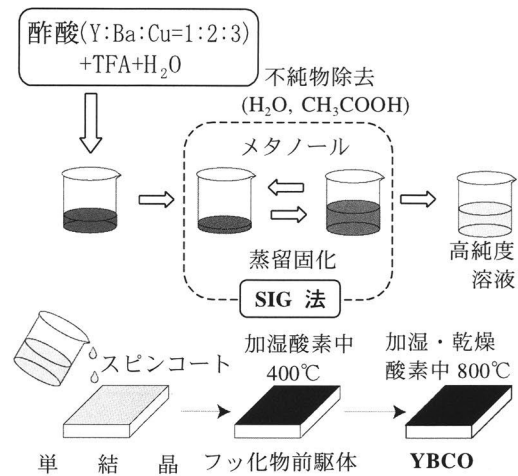 酢酸(Y:Ba:Cu=1:2:3)
+TFA+H₂O
不純物除去
(H₂O, CH₃COOH)
メタノール
蒸留固化
SIG 法
高純度
溶液
スピンコート
加湿酸素中
400℃
加湿・乾燥
酸素中 800℃
単 結 晶
フッ化物前駆体
YBCO